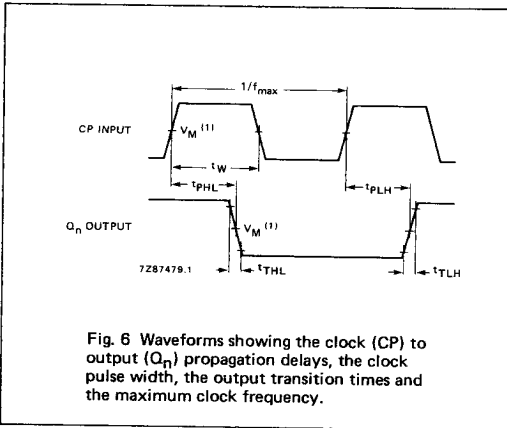 1/fmax
CP INPUT
VM (1)
tW
tPHL
tPLH
Qn OUTPUT
VM (1)
7Z87479.1
tTHL
tTLH
Fig. 6 Waveforms showing the clock (CP) to
output (Qn) propagation delays, the clock
pulse width, the output transition times and
the maximum clock frequency.